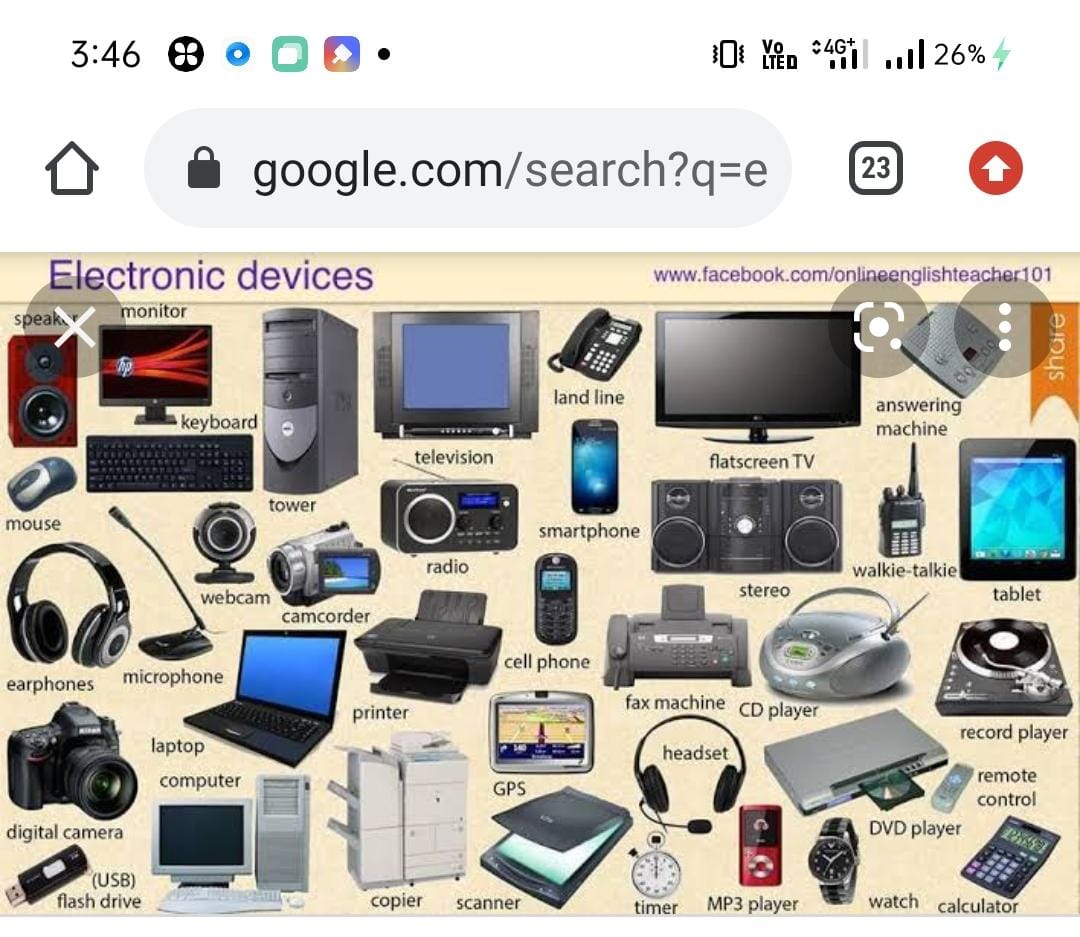 3:46
Vo
LTE
4G+
26%
google.com/search?q=e
23
Electronic devices
www.facebook.com/onlineenglishteacher101
speaker
monitor
share
land line
answering
machine
keyboard
television
flatscreen TV
tower
mouse
smartphone
radio
walkie-talkie
stereo
tablet
webcam
camcorder
cell phone
earphones
microphone
printer
fax machine
CD player
record player
laptop
headset
computer
GPS
remote
control
digital camera
DVD player
(USB)
flash drive
copier
scanner
timer
MP3 player
watch
calculator
hp
Nikon